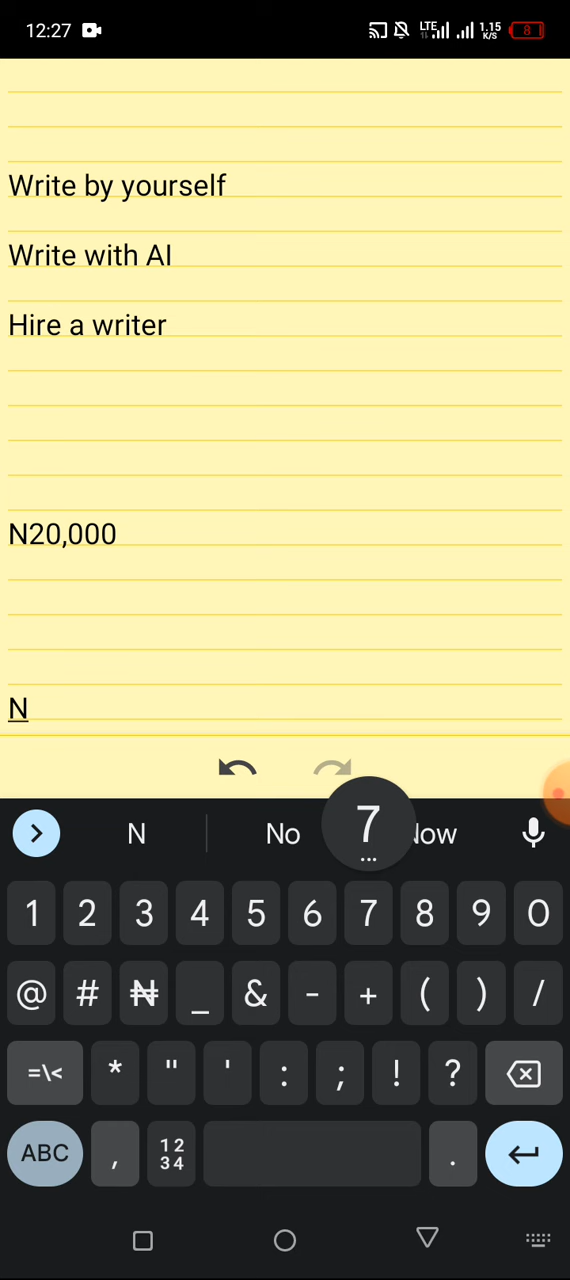 12:27
LTE
1.15
K/S
8
Write by yourself
Write with AI
Hire a writer
N20,000
N
N No 7 Now
1 2 3 4 5 6 7 8 9 0
@ # ₦ _ & - + ( ) /
=\< * " ' : ; ! ?
ABC , 12 .
34